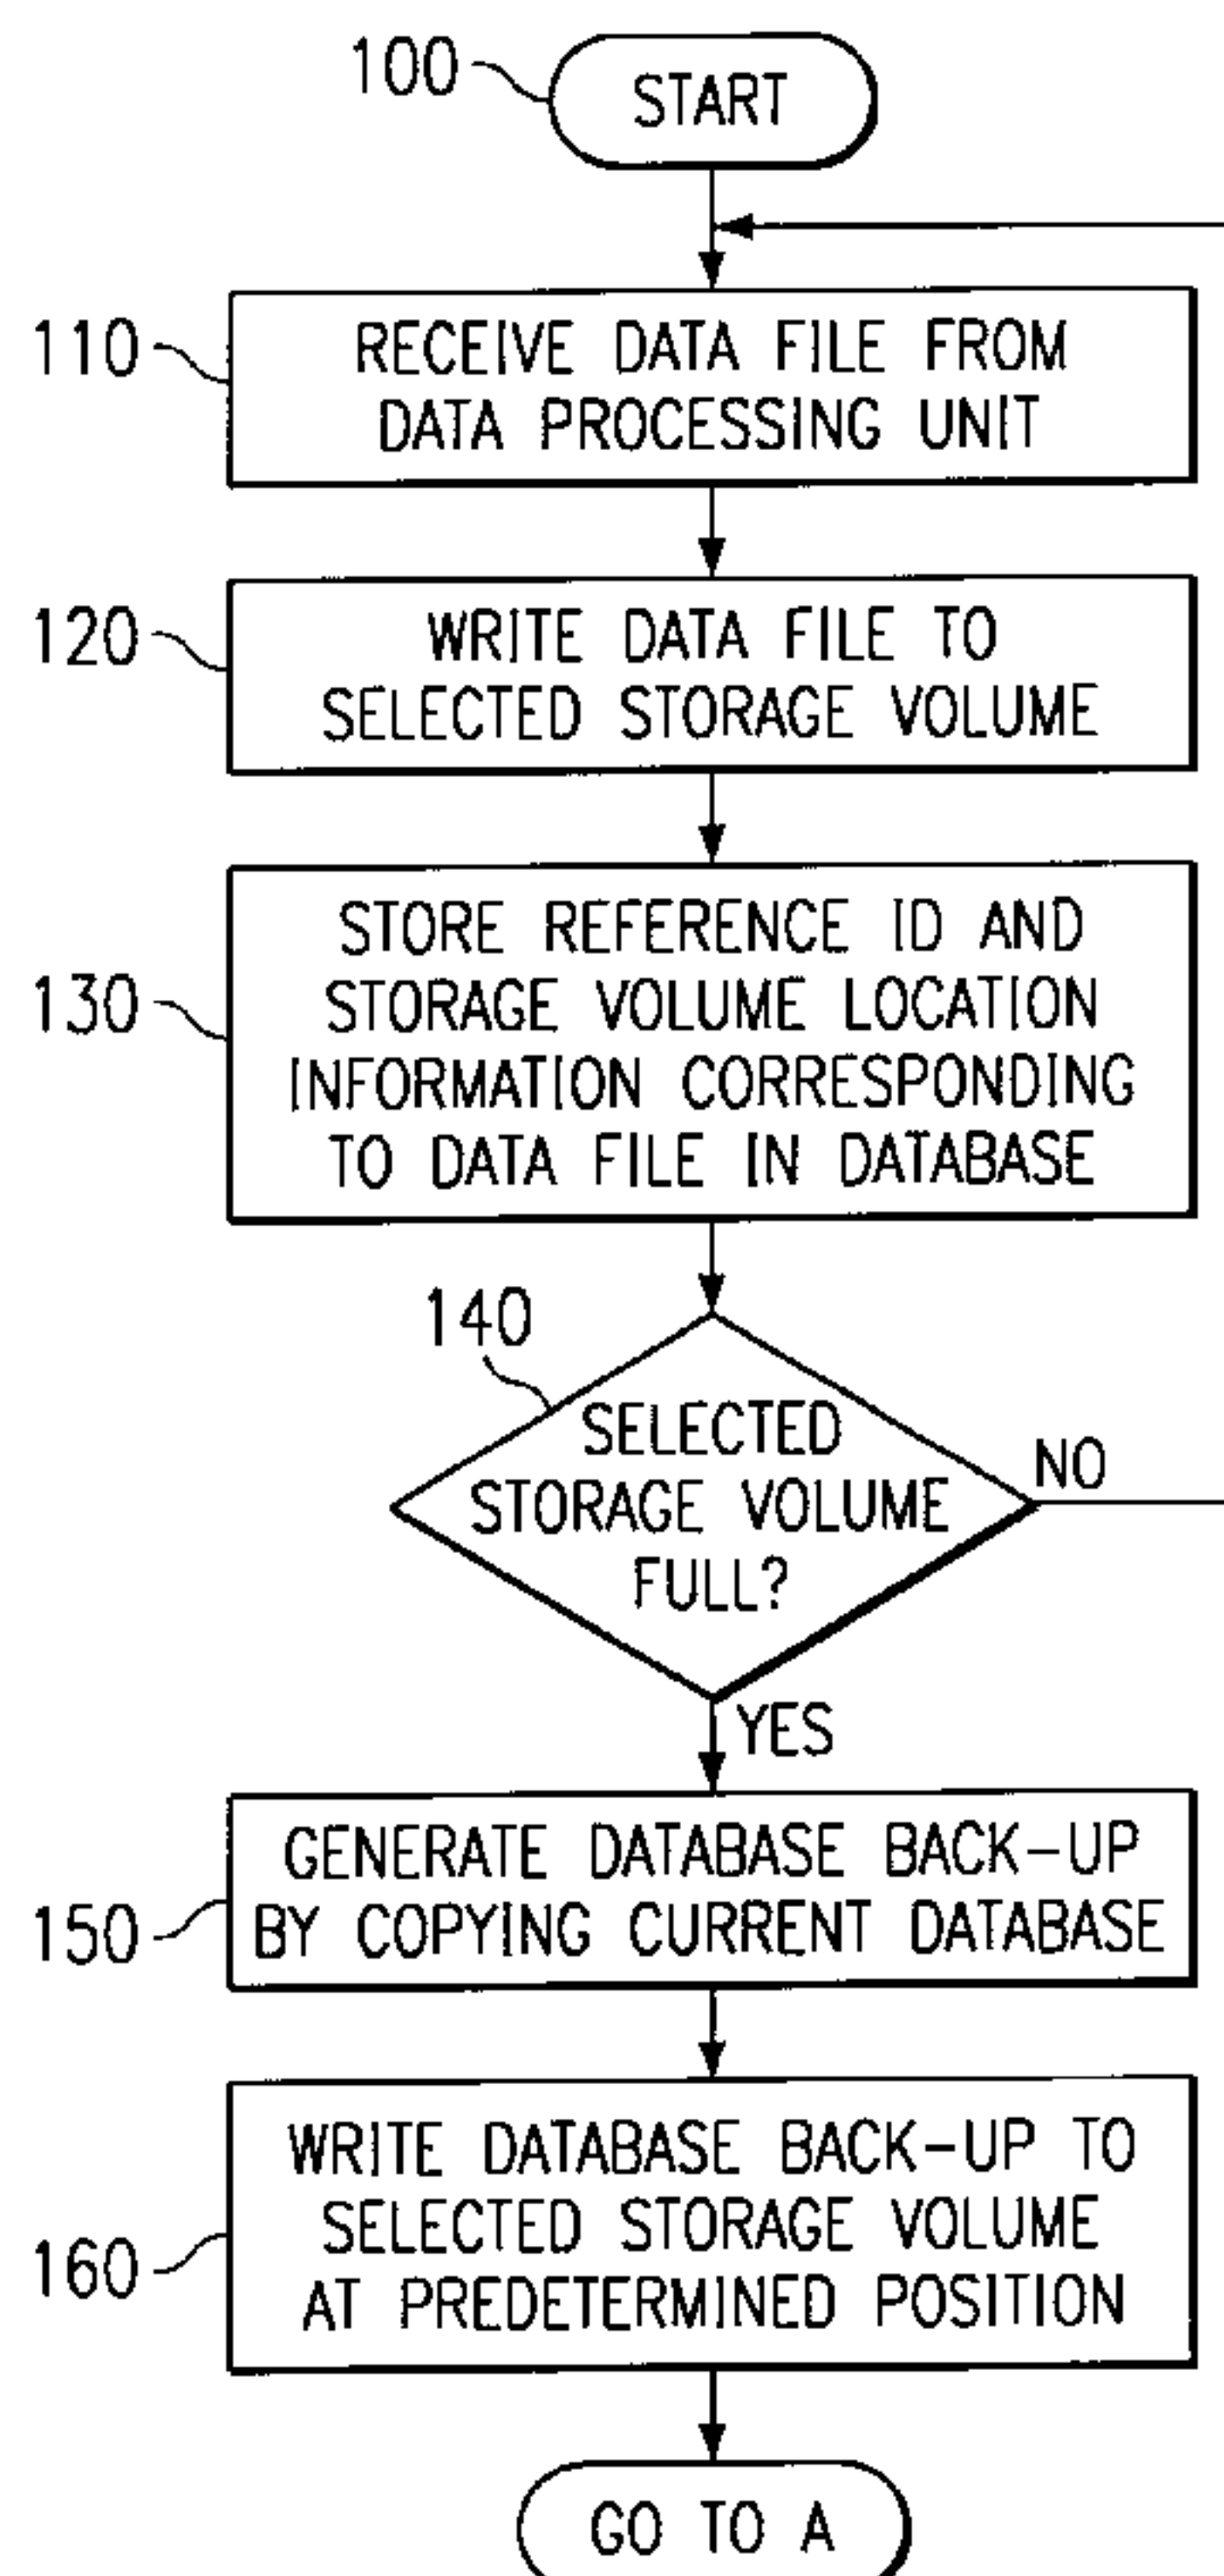 100
START
110
RECEIVE DATA FILE FROM
DATA PROCESSING UNIT
120
WRITE DATA FILE TO
SELECTED STORAGE VOLUME
130
STORE REFERENCE ID AND
STORAGE VOLUME LOCATION
INFORMATION CORRESPONDING
TO DATA FILE IN DATABASE
140
SELECTED
STORAGE VOLUME
FULL?
NO
YES
150
GENERATE DATABASE BACK-UP
BY COPYING CURRENT DATABASE
160
WRITE DATABASE BACK-UP TO
SELECTED STORAGE VOLUME
AT PREDETERMINED POSITION
GO TO A